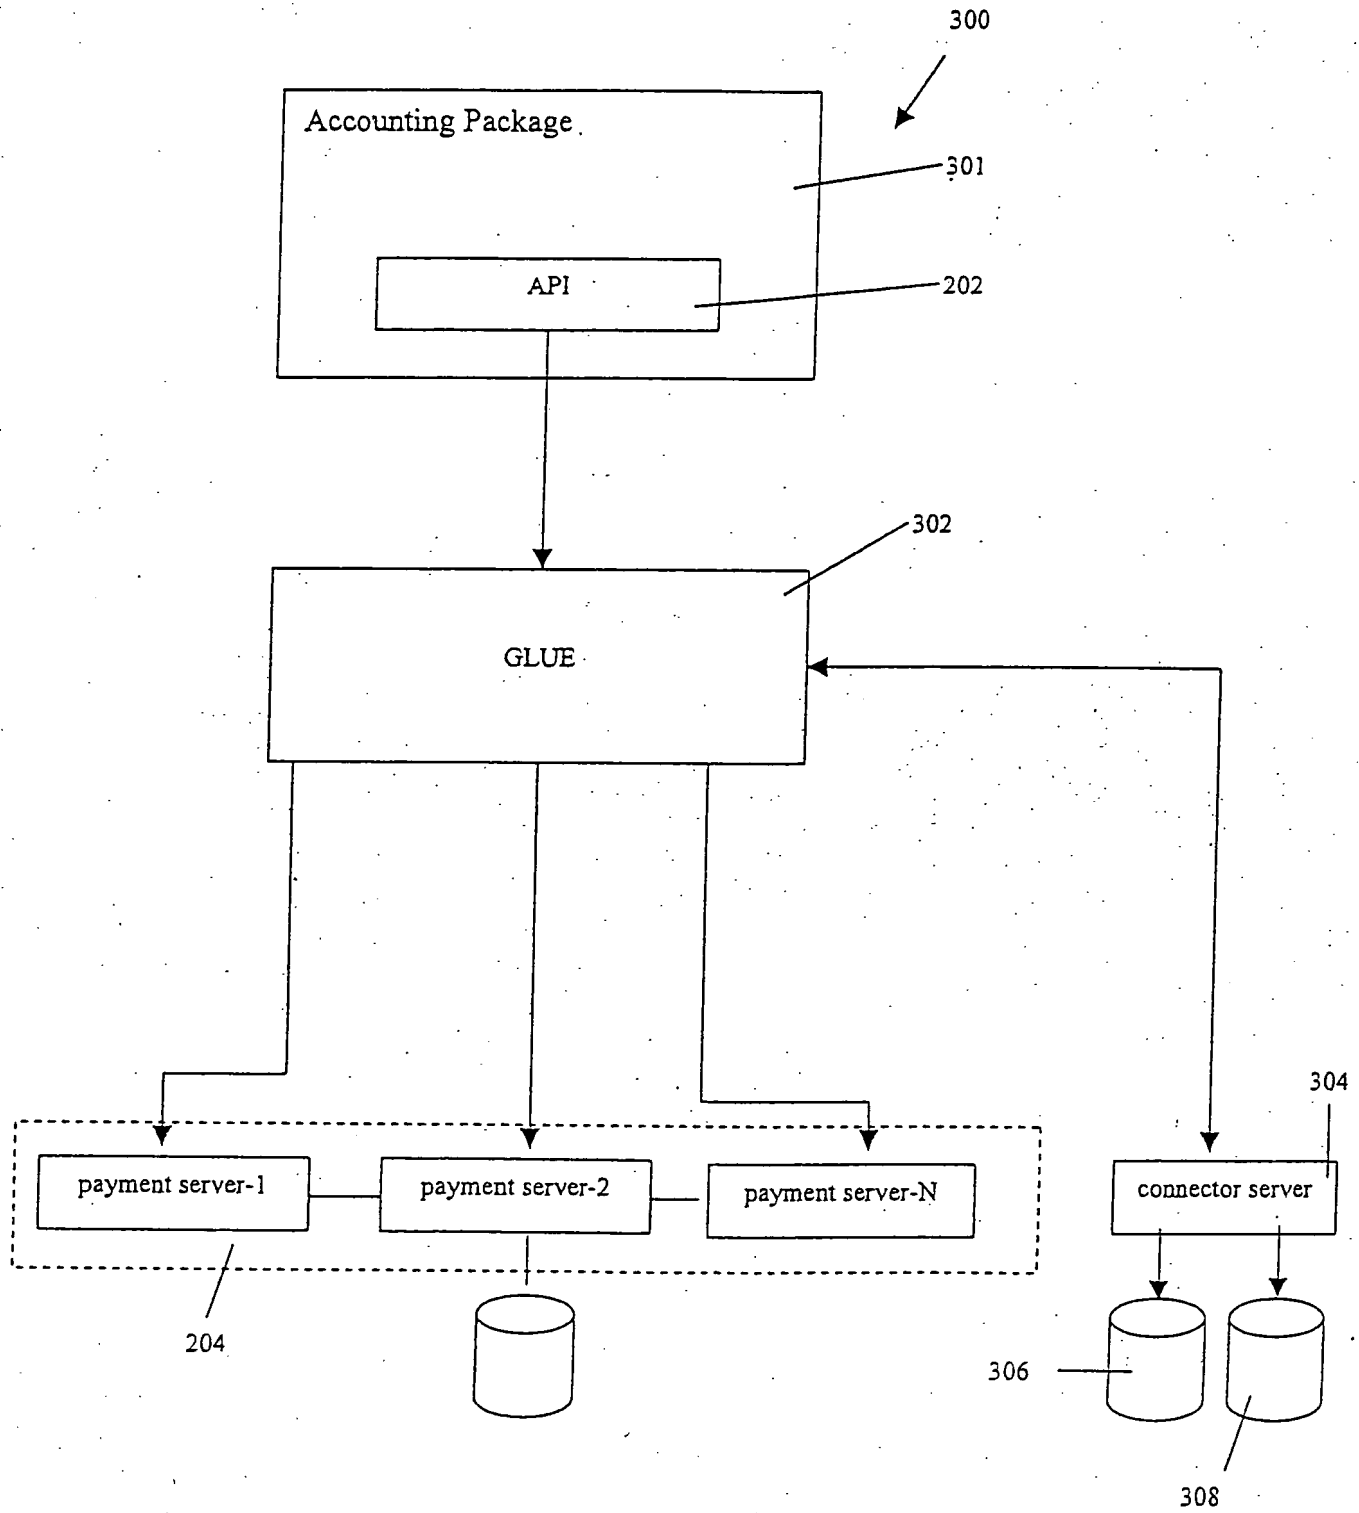 300
Accounting Package
301
API
202
302
GLUE
304
payment server-1
payment server-2
payment server-N
connector server
204
306
308